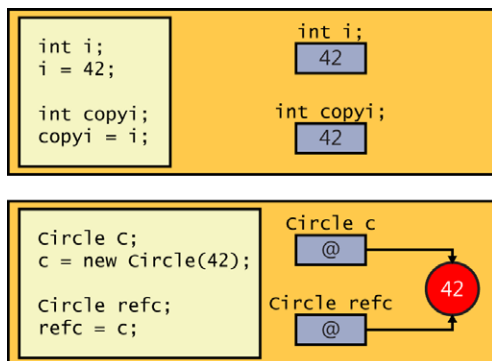 int i;
i = 42;
int copyi;
copyi = i;
int i;
42
int copyi;
42
Circle C;
c = new Circle(42);
Circle refc;
refc = c;
Circle c
@
Circle refc
@
42